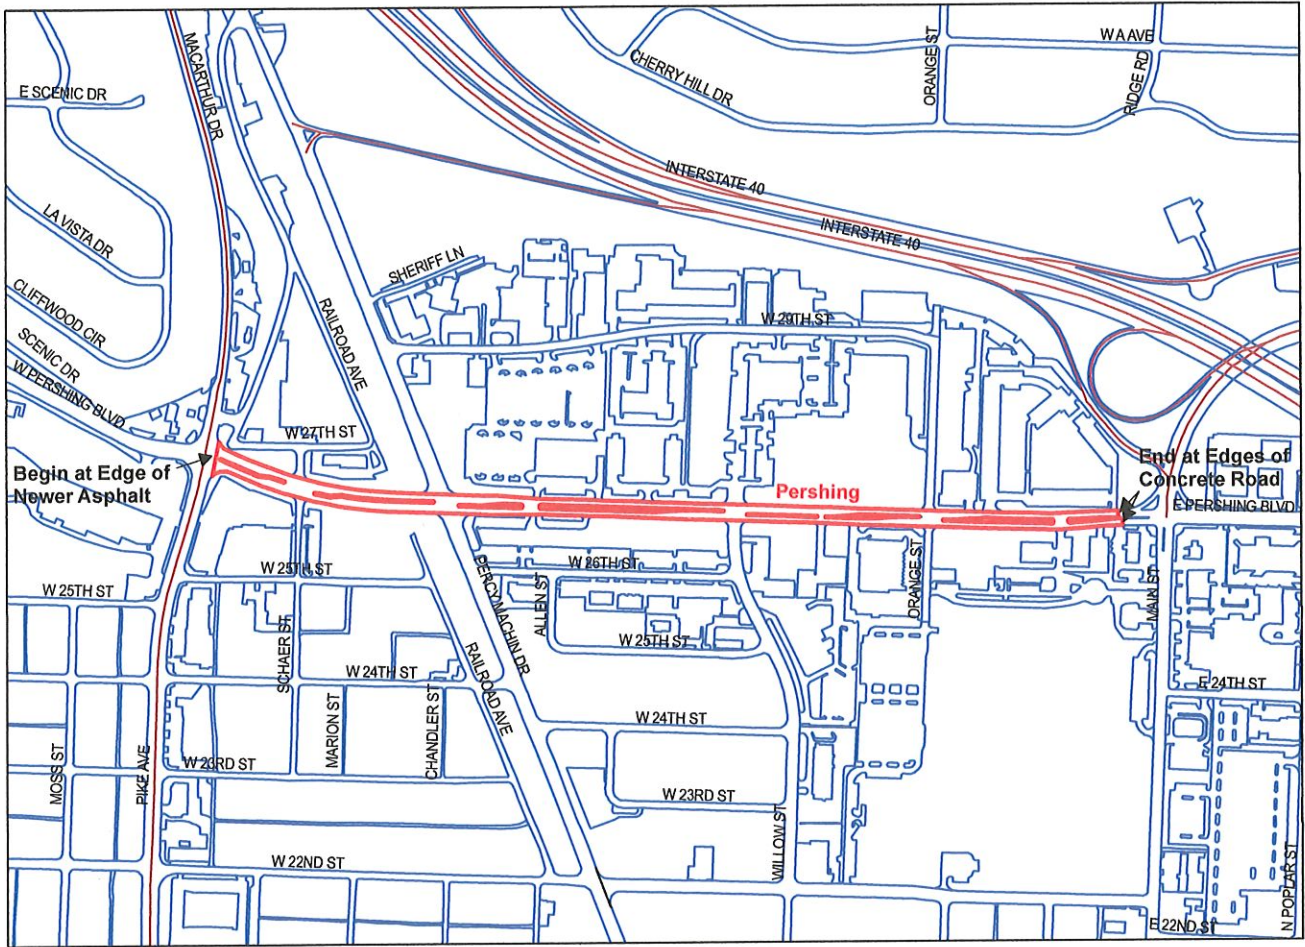 W A AVE
ORANGE ST
RIDGE RD
MACARTHUR DR
CHERRY HILL DR
E SCENIC DR
INTERSTATE 40
INTERSTATE 40
LA VISTA DR
SHERIFF LN
CLIFFWOOD CIR
RAILROAD AVE
W 29TH ST
SCENIC DR
W PERSHING BLVD
W 27TH ST
Begin at Edge of
Newer Asphalt
End at Edges of
Concrete Road
Pershing
E PERSHING BLVD
W 25TH ST
W 26TH ST
W 25TH ST
PERCY MACHIN DR
ALLEN ST
ORANGE ST
MAIN ST
W 25TH ST
SCHAER ST
W 24TH ST
RAILROAD AVE
E 24TH ST
MARION ST
CHANDLER ST
W 24TH ST
MOSS ST
PIKE AVE
W 23RD ST
W 23RD ST
WILLOW ST
W 22ND ST
N POPLAR ST
E 22ND ST